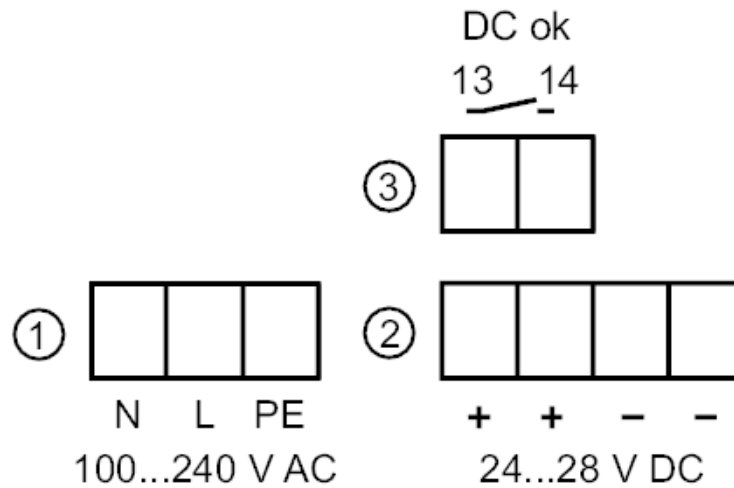 DC ok
13 14
3
1
2
N L PE
+ + − −
100...240 V AC
24...28 V DC